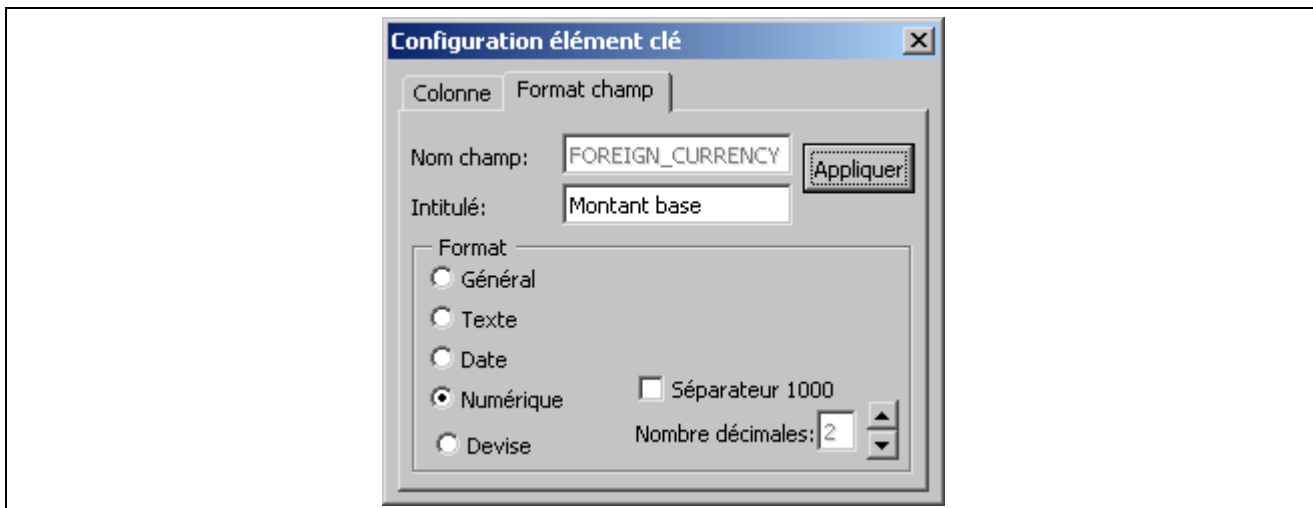 Configuration élément clé
Colonne Format champ
Nom champ: FOREIGN_CURRENCY Appliquer
Intitulé: Montant base
Format
Général
Texte
Date
Numérique Séparateur 1000
Devise Nombre décimales: 2